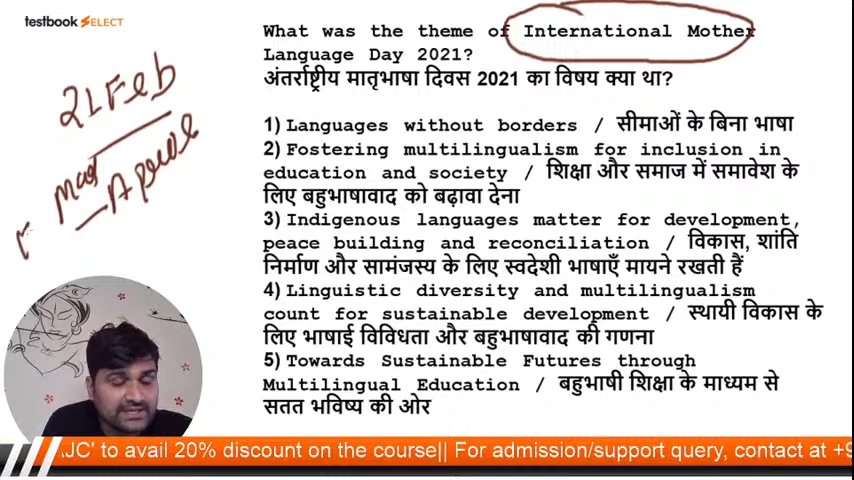 testbook SELECT
What was the theme of International Mother
Language Day 2021?
अंतर्राष्ट्रीय मातृभाषा दिवस 2021 का विषय क्या था?
21 Feb
1) Languages without borders / सीमाओं के बिना भाषा
2) Fostering multilingualism for inclusion in
education and society / शिक्षा और समाज में समावेश के
लिए बहुभाषावाद को बढ़ावा देना
3) Indigenous languages matter for development,
peace building and reconciliation / विकास, शांति
निर्माण और सामंजस्य के लिए स्वदेशी भाषाएँ मायने रखती हैं
4) Linguistic diversity and multilingualism
count for sustainable development / स्थायी विकास के
लिए भाषाई विविधता और बहुभाषावाद की गणना
5) Towards Sustainable Futures through
Multilingual Education / बहुभाषी शिक्षा के माध्यम से
सतत भविष्य की ओर
JC' to avail 20% discount on the course|| For admission/support query, contact at +9